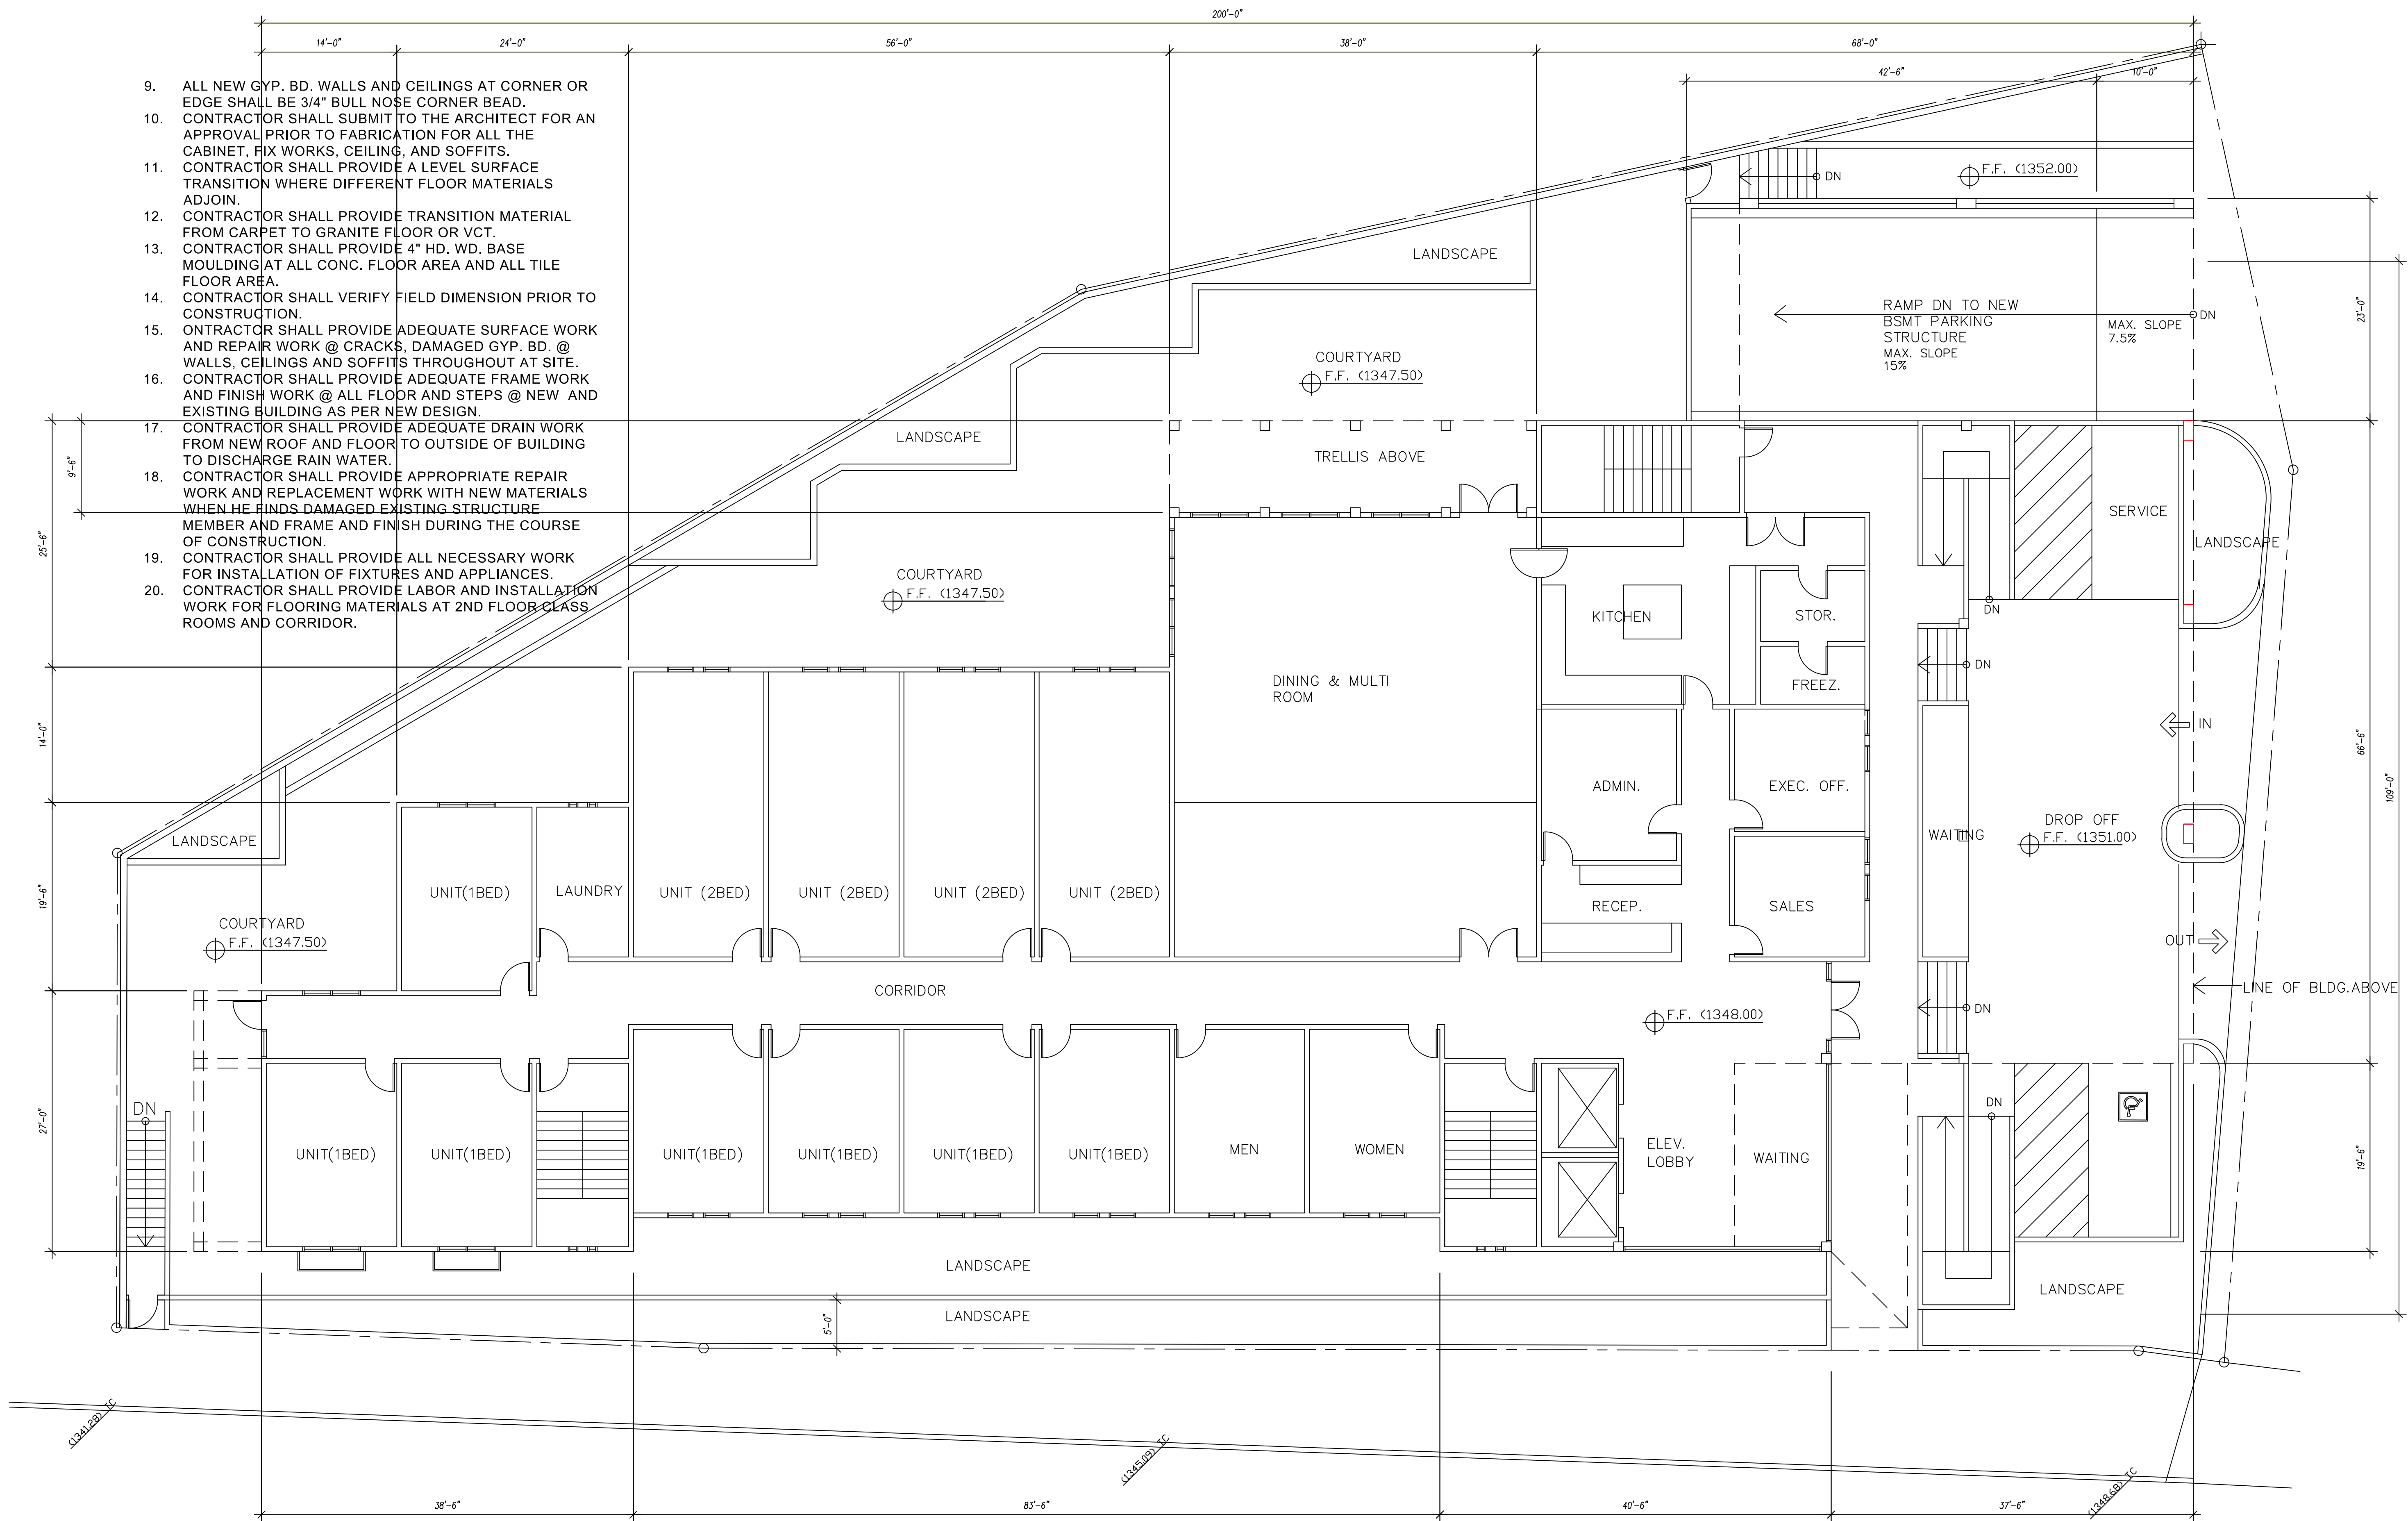 200'-0"
14'-0"
24'-0"
56'-0"
38'-0"
68'-0"
42'-6"
10'-0"
9. ALL NEW GYP. BD. WALLS AND CEILINGS AT CORNER OR
EDGE SHALL BE 3/4" BULL NOSE CORNER BEAD.
10. CONTRACTOR SHALL SUBMIT TO THE ARCHITECT FOR AN
APPROVAL PRIOR TO FABRICATION FOR ALL THE
CABINET, FIX WORKS, CEILING, AND SOFFITS.
11. CONTRACTOR SHALL PROVIDE A LEVEL SURFACE
TRANSITION WHERE DIFFERENT FLOOR MATERIALS
ADJOIN.
12. CONTRACTOR SHALL PROVIDE TRANSITION MATERIAL
FROM CARPET TO GRANITE FLOOR OR VCT.
13. CONTRACTOR SHALL PROVIDE 4" HD. WD. BASE
MOULDING AT ALL CONC. FLOOR AREA AND ALL TILE
FLOOR AREA.
14. CONTRACTOR SHALL VERIFY FIELD DIMENSION PRIOR TO
CONSTRUCTION.
15. ONTRACTOR SHALL PROVIDE ADEQUATE SURFACE WORK
AND REPAIR WORK @ CRACKS, DAMAGED GYP. BD. @
WALLS, CEILINGS AND SOFFITS THROUGHOUT AT SITE.
16. CONTRACTOR SHALL PROVIDE ADEQUATE FRAME WORK
AND FINISH WORK @ ALL FLOOR AND STEPS @ NEW AND
EXISTING BUILDING AS PER NEW DESIGN.
17. CONTRACTOR SHALL PROVIDE ADEQUATE DRAIN WORK
FROM NEW ROOF AND FLOOR TO OUTSIDE OF BUILDING
TO DISCHARGE RAIN WATER.
18. CONTRACTOR SHALL PROVIDE APPROPRIATE REPAIR
WORK AND REPLACEMENT WORK WITH NEW MATERIALS
WHEN HE FINDS DAMAGED EXISTING STRUCTURE
MEMBER AND FRAME AND FINISH DURING THE COURSE
OF CONSTRUCTION.
19. CONTRACTOR SHALL PROVIDE ALL NECESSARY WORK
FOR INSTALLATION OF FIXTURES AND APPLIANCES.
20. CONTRACTOR SHALL PROVIDE LABOR AND INSTALLATION
WORK FOR FLOORING MATERIALS AT 2ND FLOOR CLASS
ROOMS AND CORRIDOR.
DN
F.F. (1352.00)
LANDSCAPE
RAMP DN TO NEW
BSMT PARKING
STRUCTURE
MAX. SLOPE
15%
MAX. SLOPE
7.5%
DN
23'-0"
COURTYARD
F.F. (1347.50)
LANDSCAPE
TRELLIS ABOVE
9'-6"
25'-6"
SERVICE
LANDSCAPE
COURTYARD
F.F. (1347.50)
KITCHEN
STOR.
DN
DN
FREEZ.
DINING & MULTI
ROOM
14'-0"
IN
66'-6"
109'-0"
ADMIN.
EXEC. OFF.
WAITING
DROP OFF
F.F. (1351.00)
LANDSCAPE
19'-6"
UNIT(1BED)
LAUNDRY
UNIT (2BED)
UNIT (2BED)
UNIT (2BED)
UNIT (2BED)
RECEP.
SALES
COURTYARD
F.F. (1347.50)
OUT
CORRIDOR
LINE OF BLDG.ABOVE
F.F. (1348.00)
DN
DN
DN
27'-0"
UNIT(1BED)
UNIT(1BED)
UNIT(1BED)
UNIT(1BED)
UNIT(1BED)
UNIT(1BED)
MEN
WOMEN
ELEV.
LOBBY
WAITING
19'-6"
LANDSCAPE
LANDSCAPE
LANDSCAPE
5'-0"
(1341.28) TC
(1345.09) TC
(1348.68) TC
38'-6"
83'-6"
40'-6"
37'-6"